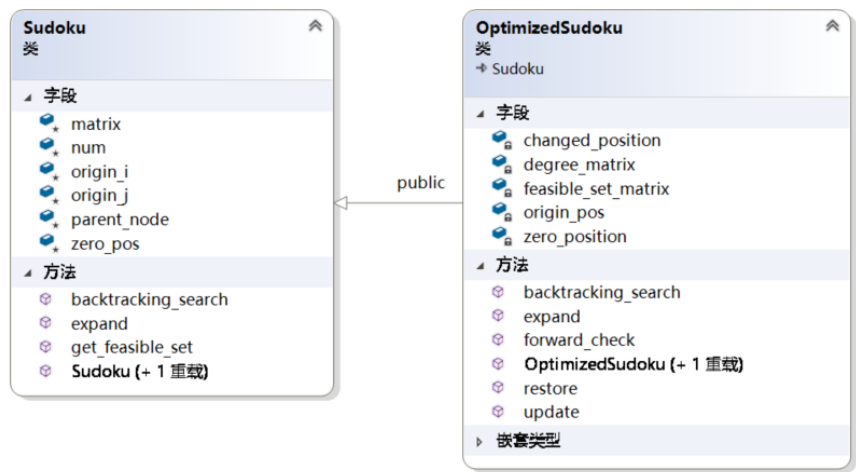 Sudoku
类
字段
matrix
num
origin_i
origin_j
parent_node
zero_pos
方法
backtracking_search
expand
get_feasible_set
Sudoku (+ 1 重载)
public
OptimizedSudoku
类
Sudoku
字段
changed_position
degree_matrix
feasible_set_matrix
origin_pos
zero_position
方法
backtracking_search
expand
forward_check
OptimizedSudoku (+ 1 重载)
restore
update
嵌套类型